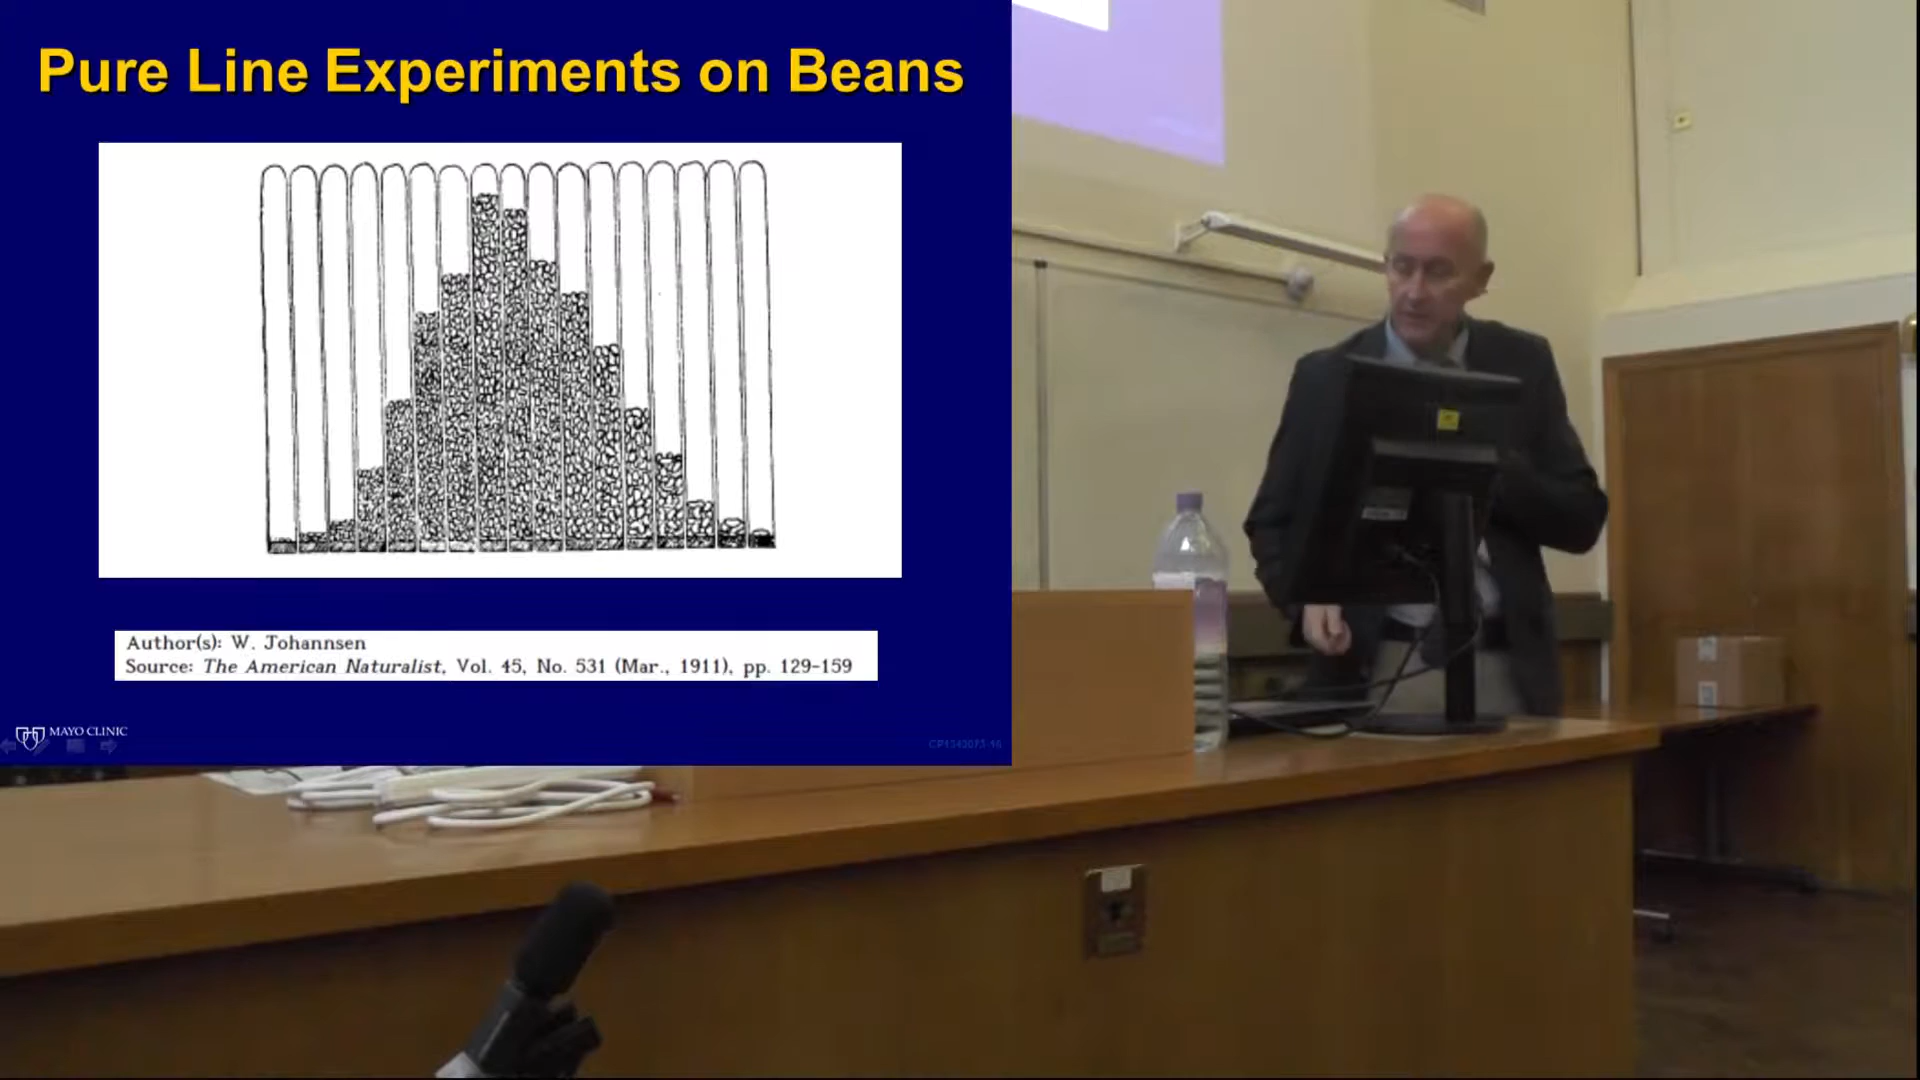 Pure Line Experiments on Beans
Author(s): W. Johannsen
Source: The American Naturalist, Vol. 45, No. 531 (Mar., 1911), pp. 129-159
MAYO CLINIC